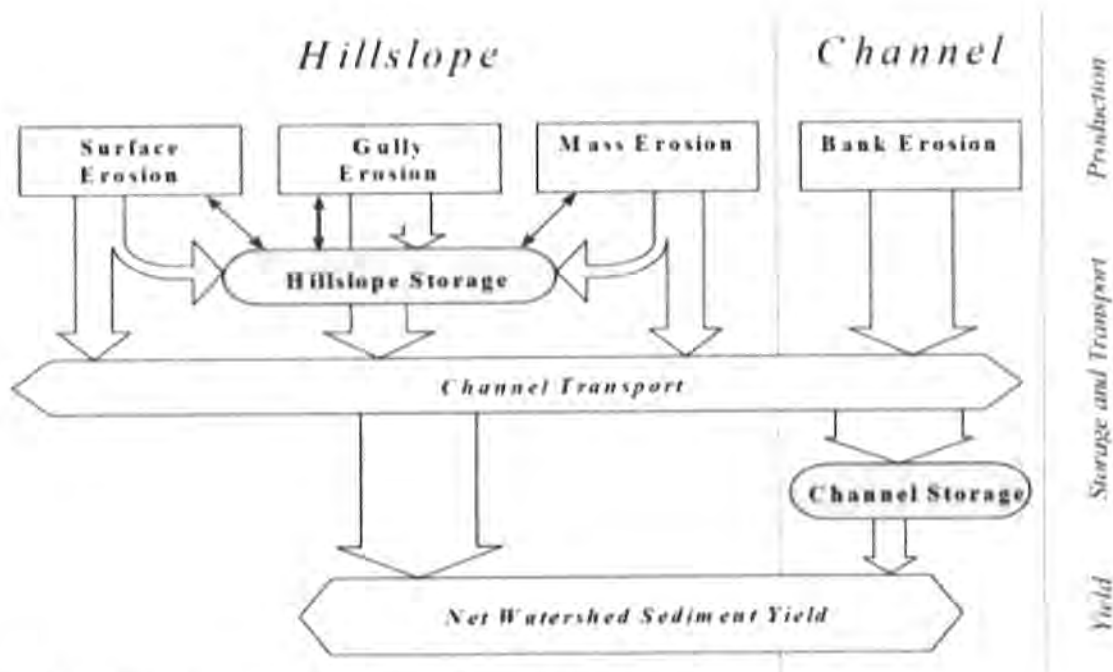 Hillslope
Channel
Surface
Erosion
Gully
Erosion
Mass Erosion
Bank Erosion
Hillslope Storage
Channel Transport
Channel Storage
Net Watershed Sediment Yield
Production
Storage and Transport
Yield